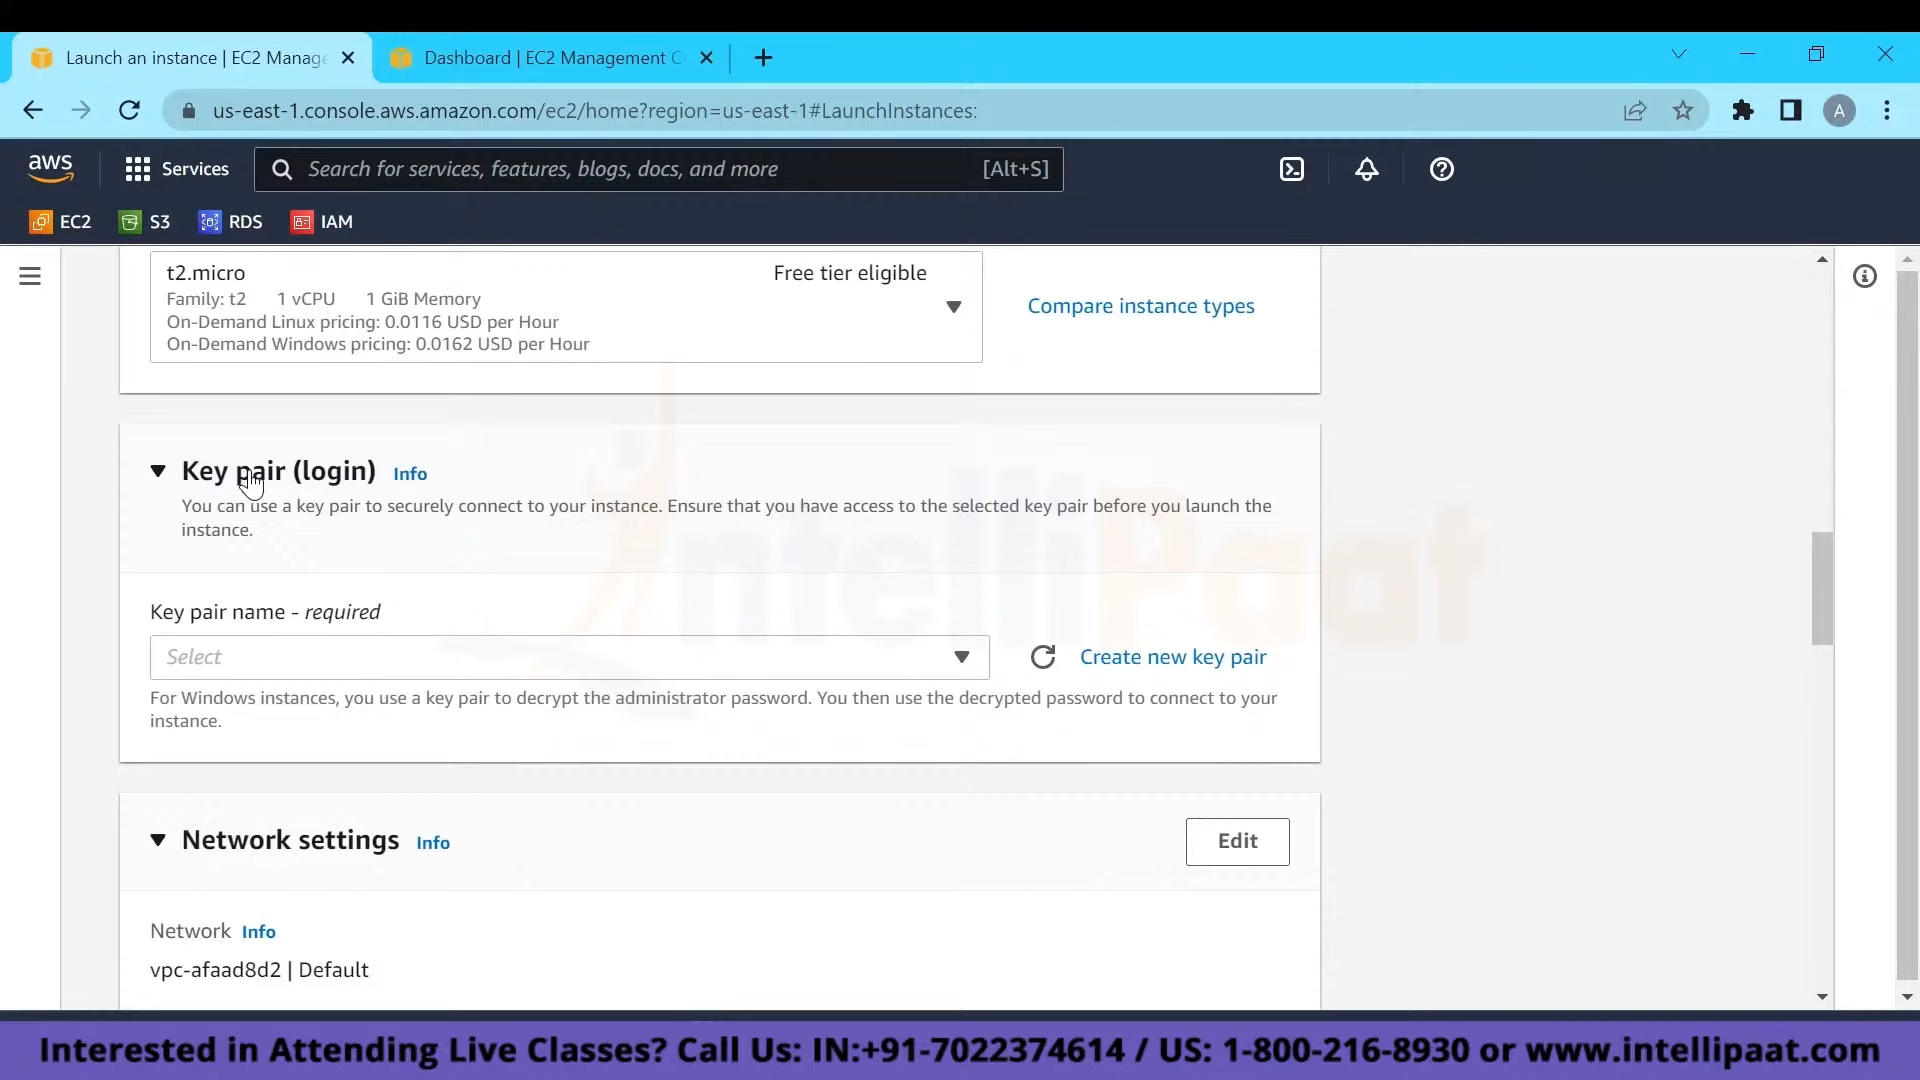 Launch an instance | EC2 Manage
Dashboard | EC2 Management C
us-east-1.console.aws.amazon.com/ec2/home?region=us-east-1#LaunchInstances:
A
aws
Services
Search for services, features, blogs, docs, and more
[Alt+S]
EC2
S3
RDS
IAM
t2.micro
Free tier eligible
Family: t2 1 vCPU 1 GiB Memory
On-Demand Linux pricing: 0.0116 USD per Hour
On-Demand Windows pricing: 0.0162 USD per Hour
Compare instance types
Key pair (login) Info
You can use a key pair to securely connect to your instance. Ensure that you have access to the selected key pair before you launch the
instance.
IntelliPaat
Key pair name - required
Select
Create new key pair
For Windows instances, you use a key pair to decrypt the administrator password. You then use the decrypted password to connect to your
instance.
Network settings Info
Edit
Network Info
vpc-afaad8d2 | Default
Interested in Attending Live Classes? Call Us: IN:+91-7022374614 / US: 1-800-216-8930 or www.intellipaat.com